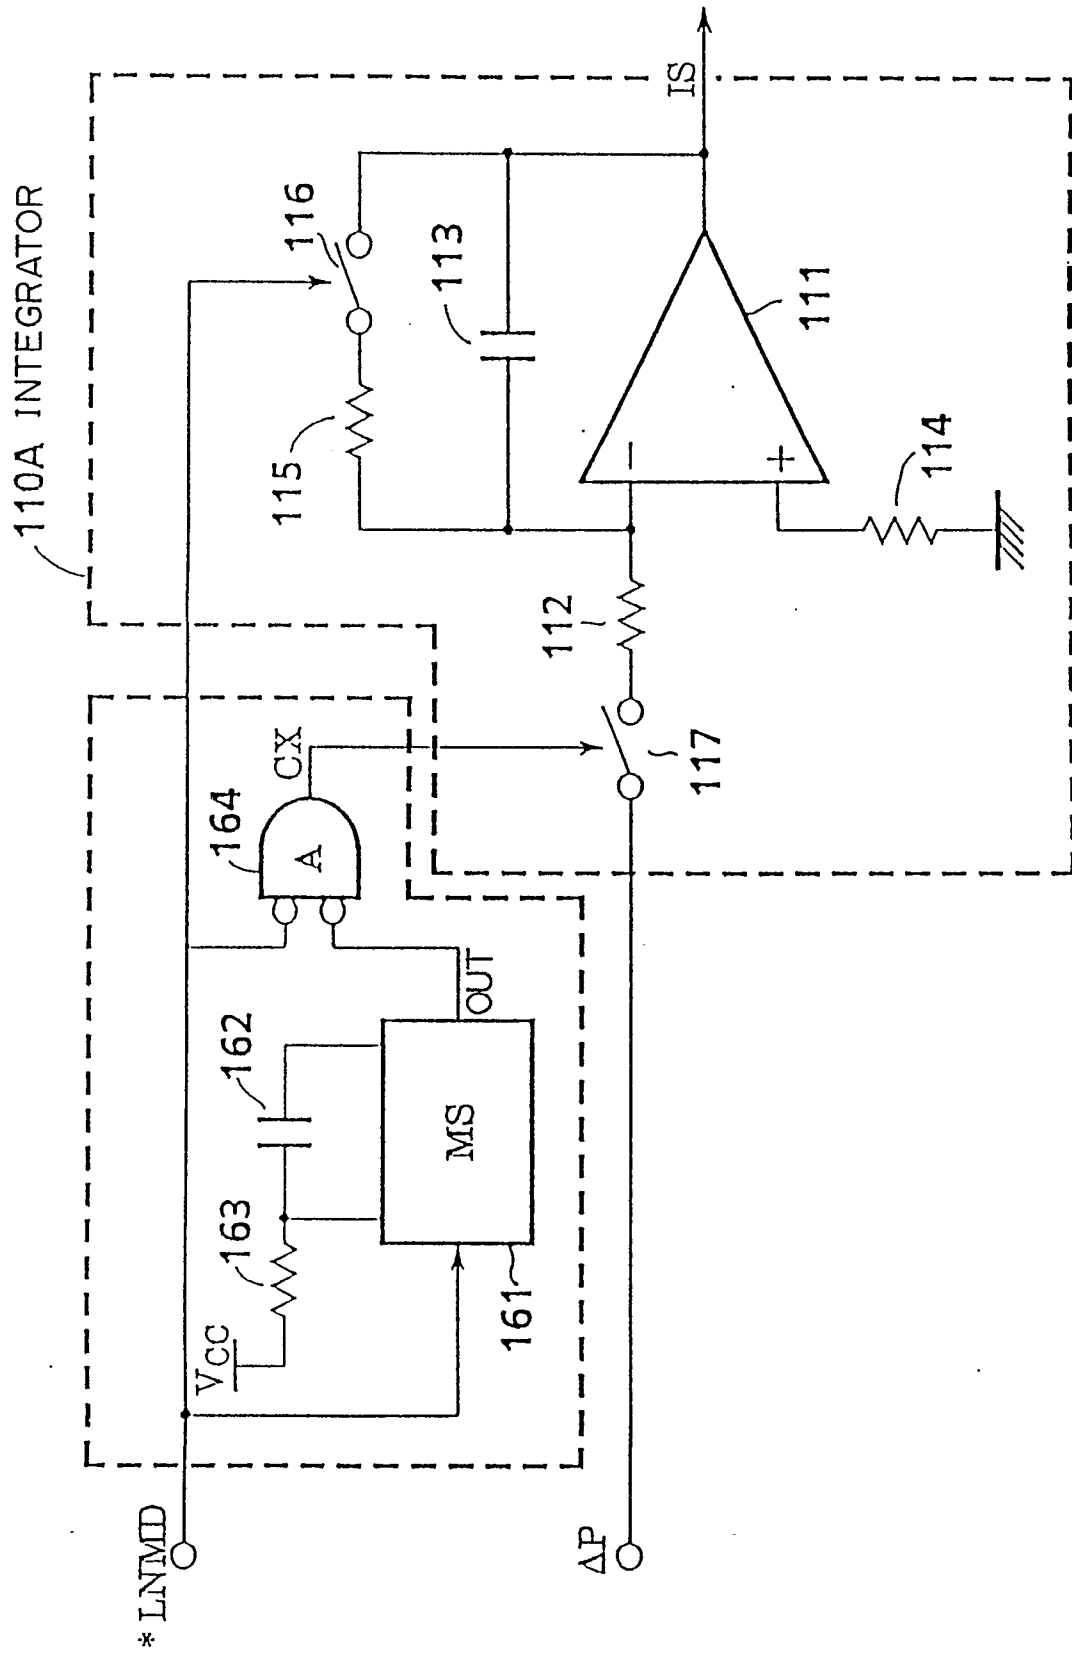 110A INTEGRATOR
*LNMD
VCC
163
162
164
CX
A
MS
OUT
161
ΔP
117
112
115
116
113
111
114
IS
−
+